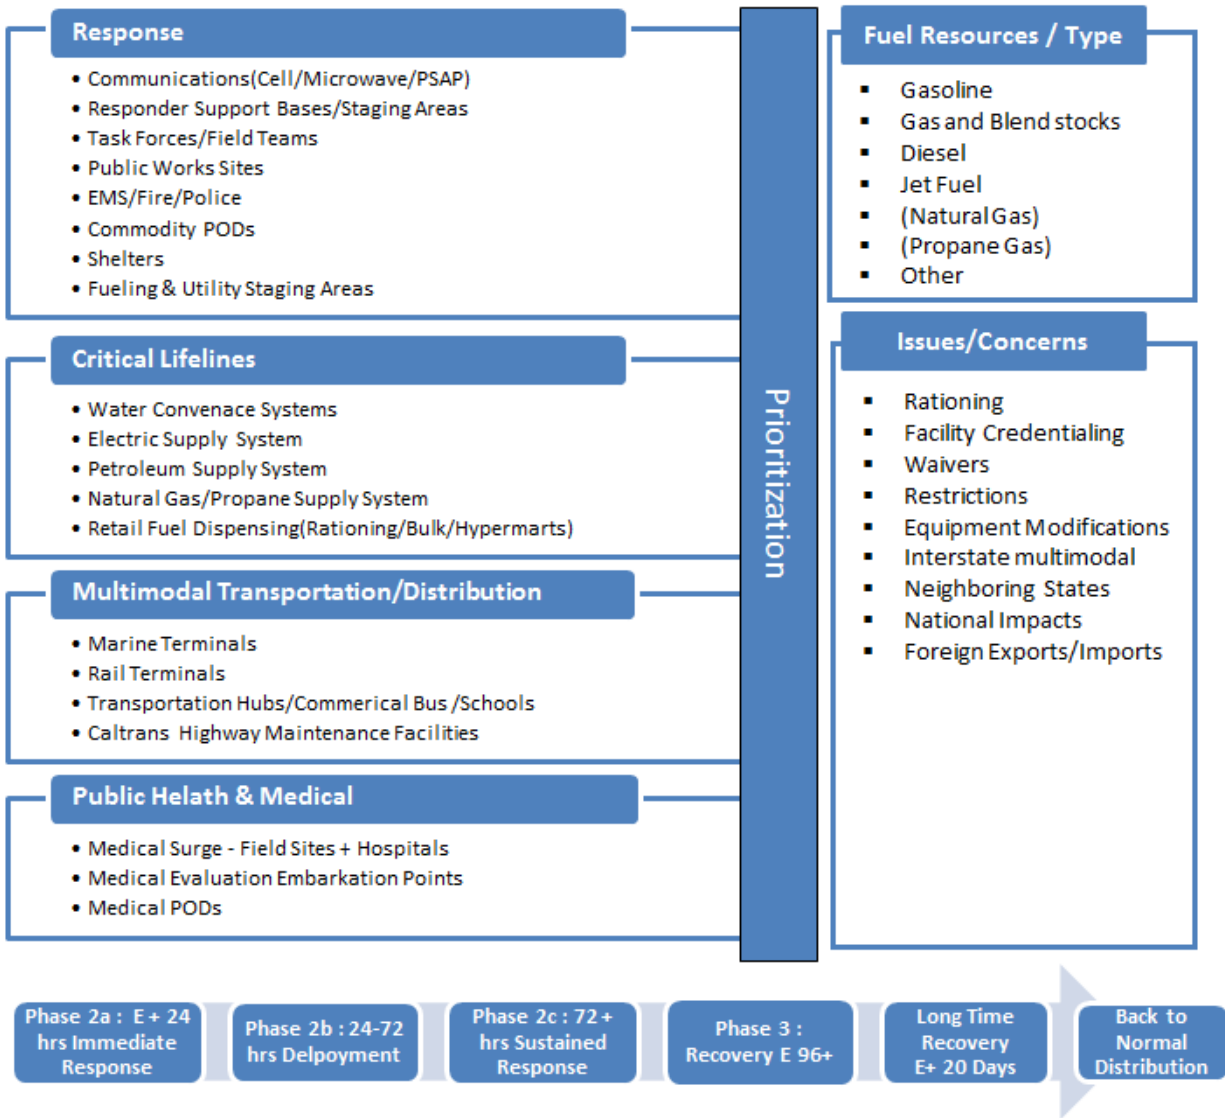 Response
• Communications(Cell/Microwave/PSAP)
• Responder Support Bases/Staging Areas
• Task Forces/Field Teams
• Public Works Sites
• EMS/Fire/Police
• Commodity PODs
• Shelters
• Fueling & Utility Staging Areas
Critical Lifelines
• Water Convenace Systems
• Electric Supply System
• Petroleum Supply System
• Natural Gas/Propane Supply System
• Retail Fuel Dispensing(Rationing/Bulk/Hypermarts)
Multimodal Transportation/Distribution
• Marine Terminals
• Rail Terminals
• Transportation Hubs/Commerical Bus /Schools
• Caltrans Highway Maintenance Facilities
Public Helath & Medical
• Medical Surge - Field Sites + Hospitals
• Medical Evaluation Embarkation Points
• Medical PODs
Prioritization
Fuel Resources / Type
▪ Gasoline
▪ Gas and Blend stocks
▪ Diesel
▪ Jet Fuel
▪ (Natural Gas)
▪ (Propane Gas)
▪ Other
Issues/Concerns
▪ Rationing
▪ Facility Credentialing
▪ Waivers
▪ Restrictions
▪ Equipment Modifications
▪ Interstate multimodal
▪ Neighboring States
▪ National Impacts
▪ Foreign Exports/Imports
Phase 2a : E + 24
hrs Immediate
Response
Phase 2b : 24-72
hrs Delpoyment
Phase 2c : 72 +
hrs Sustained
Response
Phase 3 :
Recovery E 96+
Long Time
Recovery
E+ 20 Days
Back to
Normal
Distribution